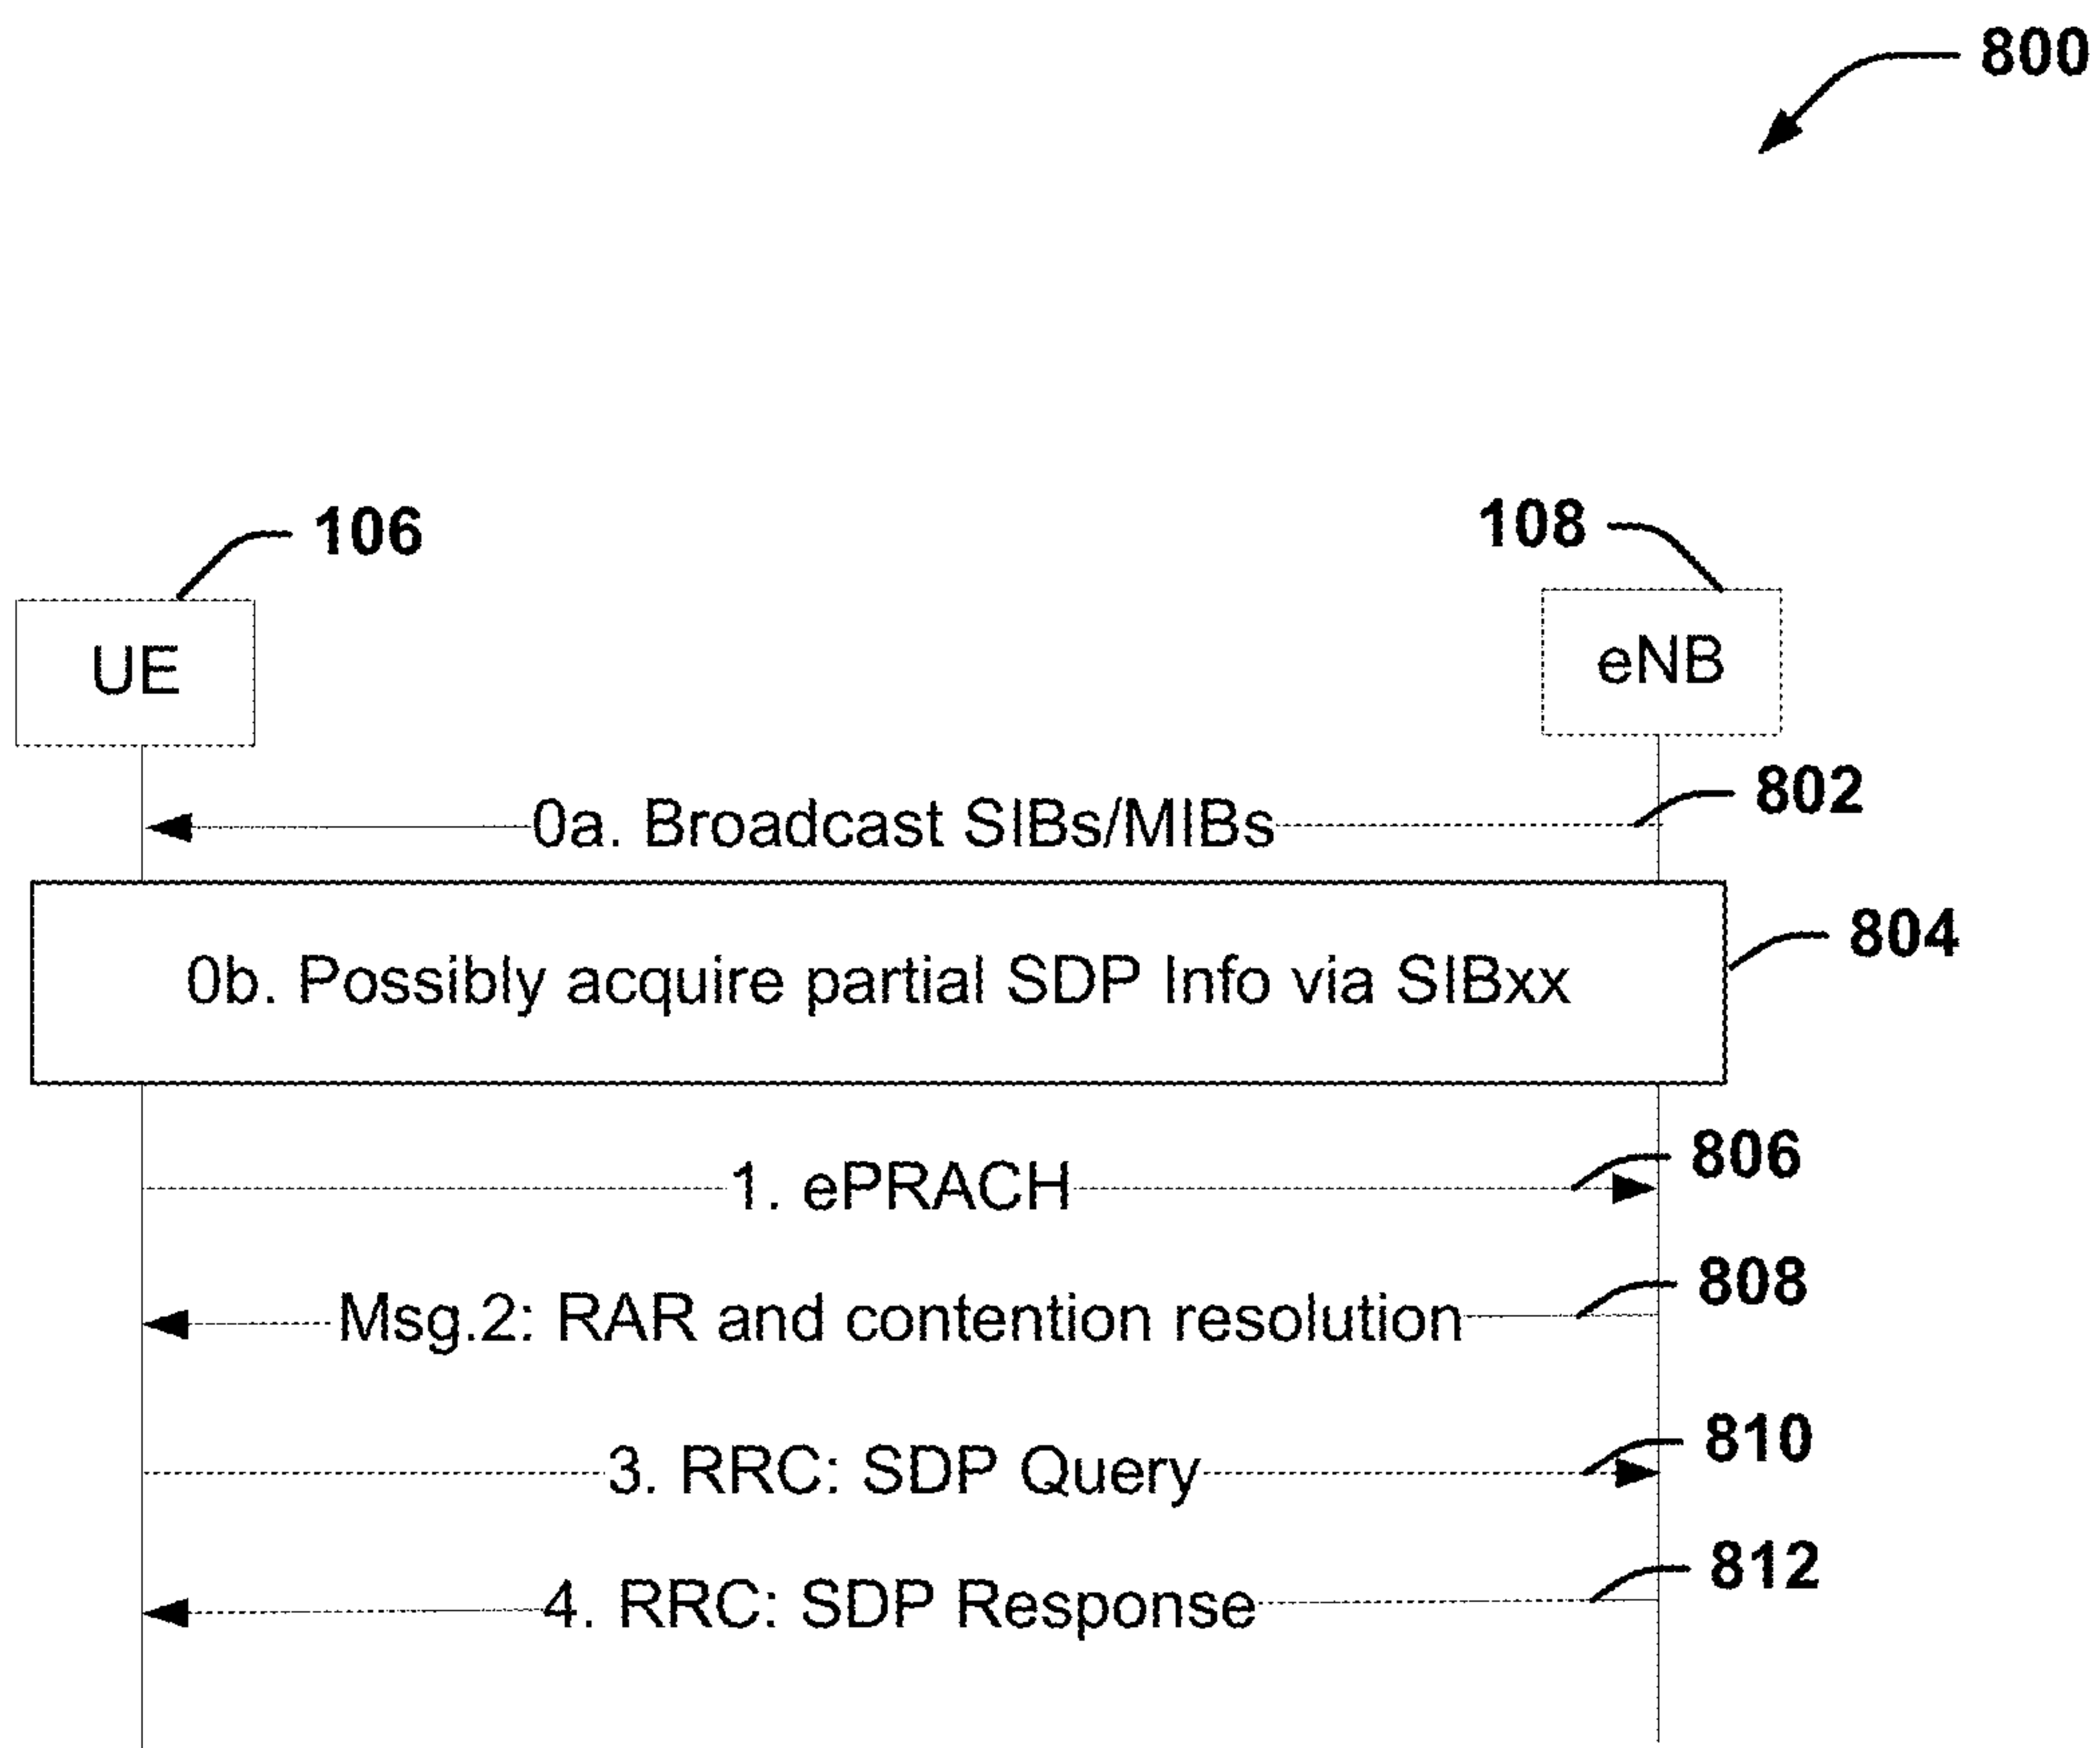 800
106
108
UE
eNB
802
0a. Broadcast SIBs/MIBs
804
0b. Possibly acquire partial SDP Info via SIBxx
806
1. ePRACH
808
Msg.2: RAR and contention resolution
810
3. RRC: SDP Query
812
4. RRC: SDP Response